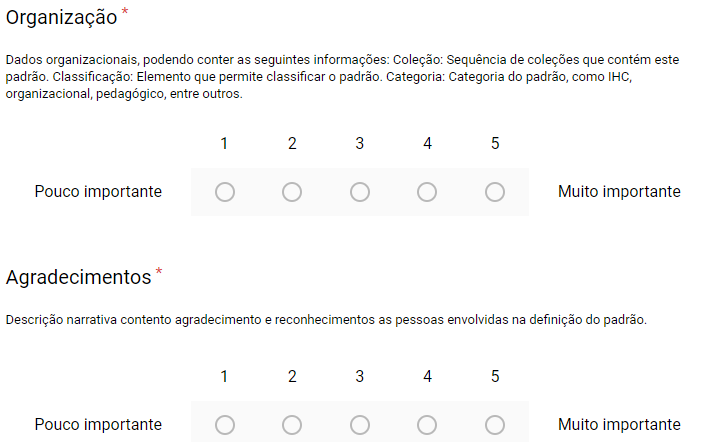 Organização *
Dados organizacionais, podendo conter as seguintes informações: Coleção: Sequência de coleções que contém este
padrão. Classificação: Elemento que permite classificar o padrão. Categoria: Categoria do padrão, como IHC,
organizacional, pedagógico, entre outros.
1 2 3 4 5
Pouco importante Muito importante
Agradecimentos *
Descrição narrativa contento agradecimento e reconhecimentos as pessoas envolvidas na definição do padrão.
1 2 3 4 5
Pouco importante Muito importante